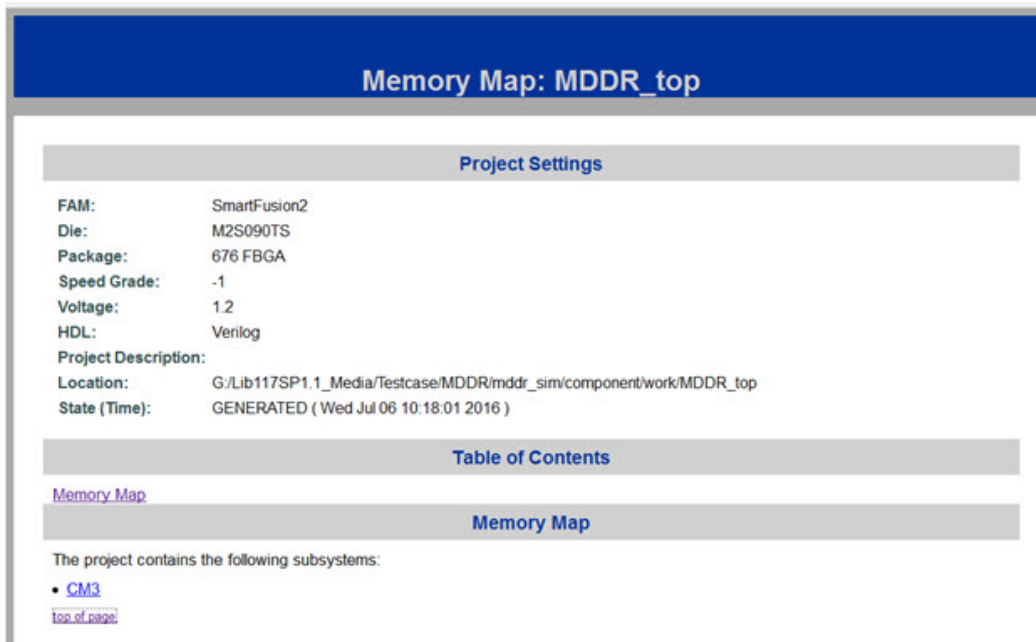 Memory Map: MDDR_top
Project Settings
FAM: SmartFusion2
Die: M2S090TS
Package: 676 FBGA
Speed Grade: -1
Voltage: 1.2
HDL: Verilog
Project Description:
Location: G:/Lib117SP1.1_Media/Testcase/MDDR/mddr_sim/component/work/MDDR_top
State (Time): GENERATED ( Wed Jul 06 10:18:01 2016 )
Table of Contents
Memory Map
Memory Map
The project contains the following subsystems:
• CM3
top of page